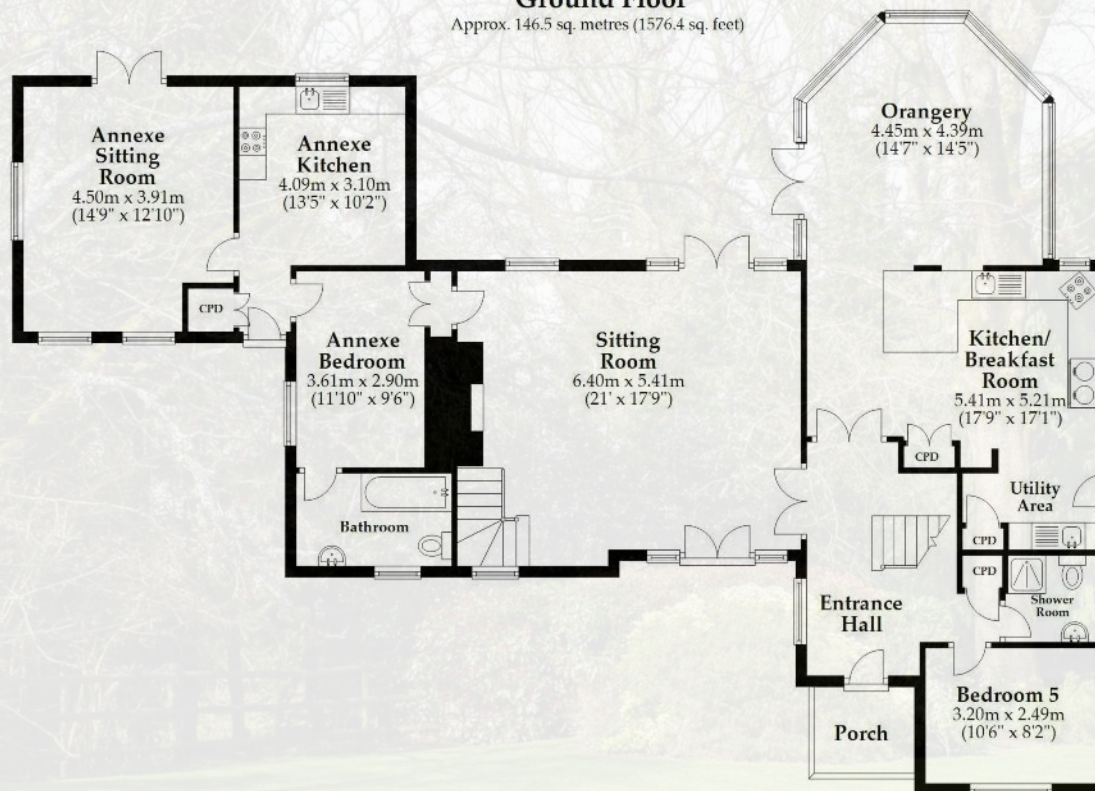 Ground Floor
Approx. 146.5 sq. metres (1576.4 sq. feet)
Annexe
Sitting
Room
4.50m x 3.91m
(14'9" x 12'10")
Annexe
Kitchen
4.09m x 3.10m
(13'5" x 10'2")
Orangery
4.45m x 4.39m
(14'7" x 14'5")
CPD
Annexe
Bedroom
3.61m x 2.90m
(11'10" x 9'6")
Sitting
Room
6.40m x 5.41m
(21' x 17'9")
Kitchen/
Breakfast
Room
5.41m x 5.21m
(17'9" x 17'1")
CPD
Bathroom
Utility
Area
CPD
CPD
Shower
Room
Entrance
Hall
Porch
Bedroom 5
3.20m x 2.49m
(10'6" x 8'2")